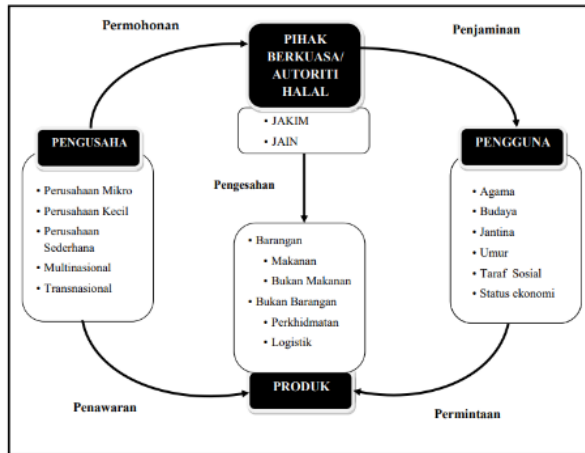 Permohonan
PIHAK
BERKUASA/
AUTORITI
HALAL
Penjaminan
• JAKIM
• JAIN
PENGUSAHA
• Perusahaan Mikro
• Perusahaan Kecil
• Perusahaan
Sederhana
• Multinasional
• Transnasional
Pengesahan
PENGGUNA
• Agama
• Budaya
• Jantina
• Umur
• Taraf Sosial
• Status ekonomi
• Barangan
• Makanan
• Bukan Makanan
• Bukan Barangan
• Perkhidmatan
• Logistik
PRODUK
Penawaran
Permintaan